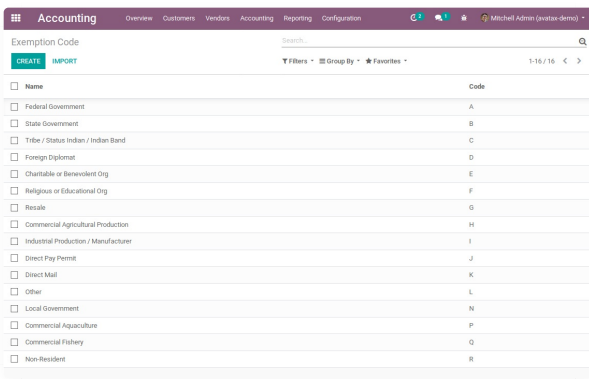 Accounting Overview Customers Vendors Accounting Reporting Configuration 2 1 Mitchell Admin (avatax-demo)
Exemption Code Search...
CREATE IMPORT Filters Group By Favorites 1-16 / 16
Name Code
Federal Government A
State Government B
Tribe / Status Indian / Indian Band C
Foreign Diplomat D
Charitable or Benevolent Org E
Religious or Educational Org F
Resale G
Commercial Agricultural Production H
Industrial Production / Manufacturer I
Direct Pay Permit J
Direct Mail K
Other L
Local Government N
Commercial Aquaculture P
Commercial Fishery Q
Non-Resident R